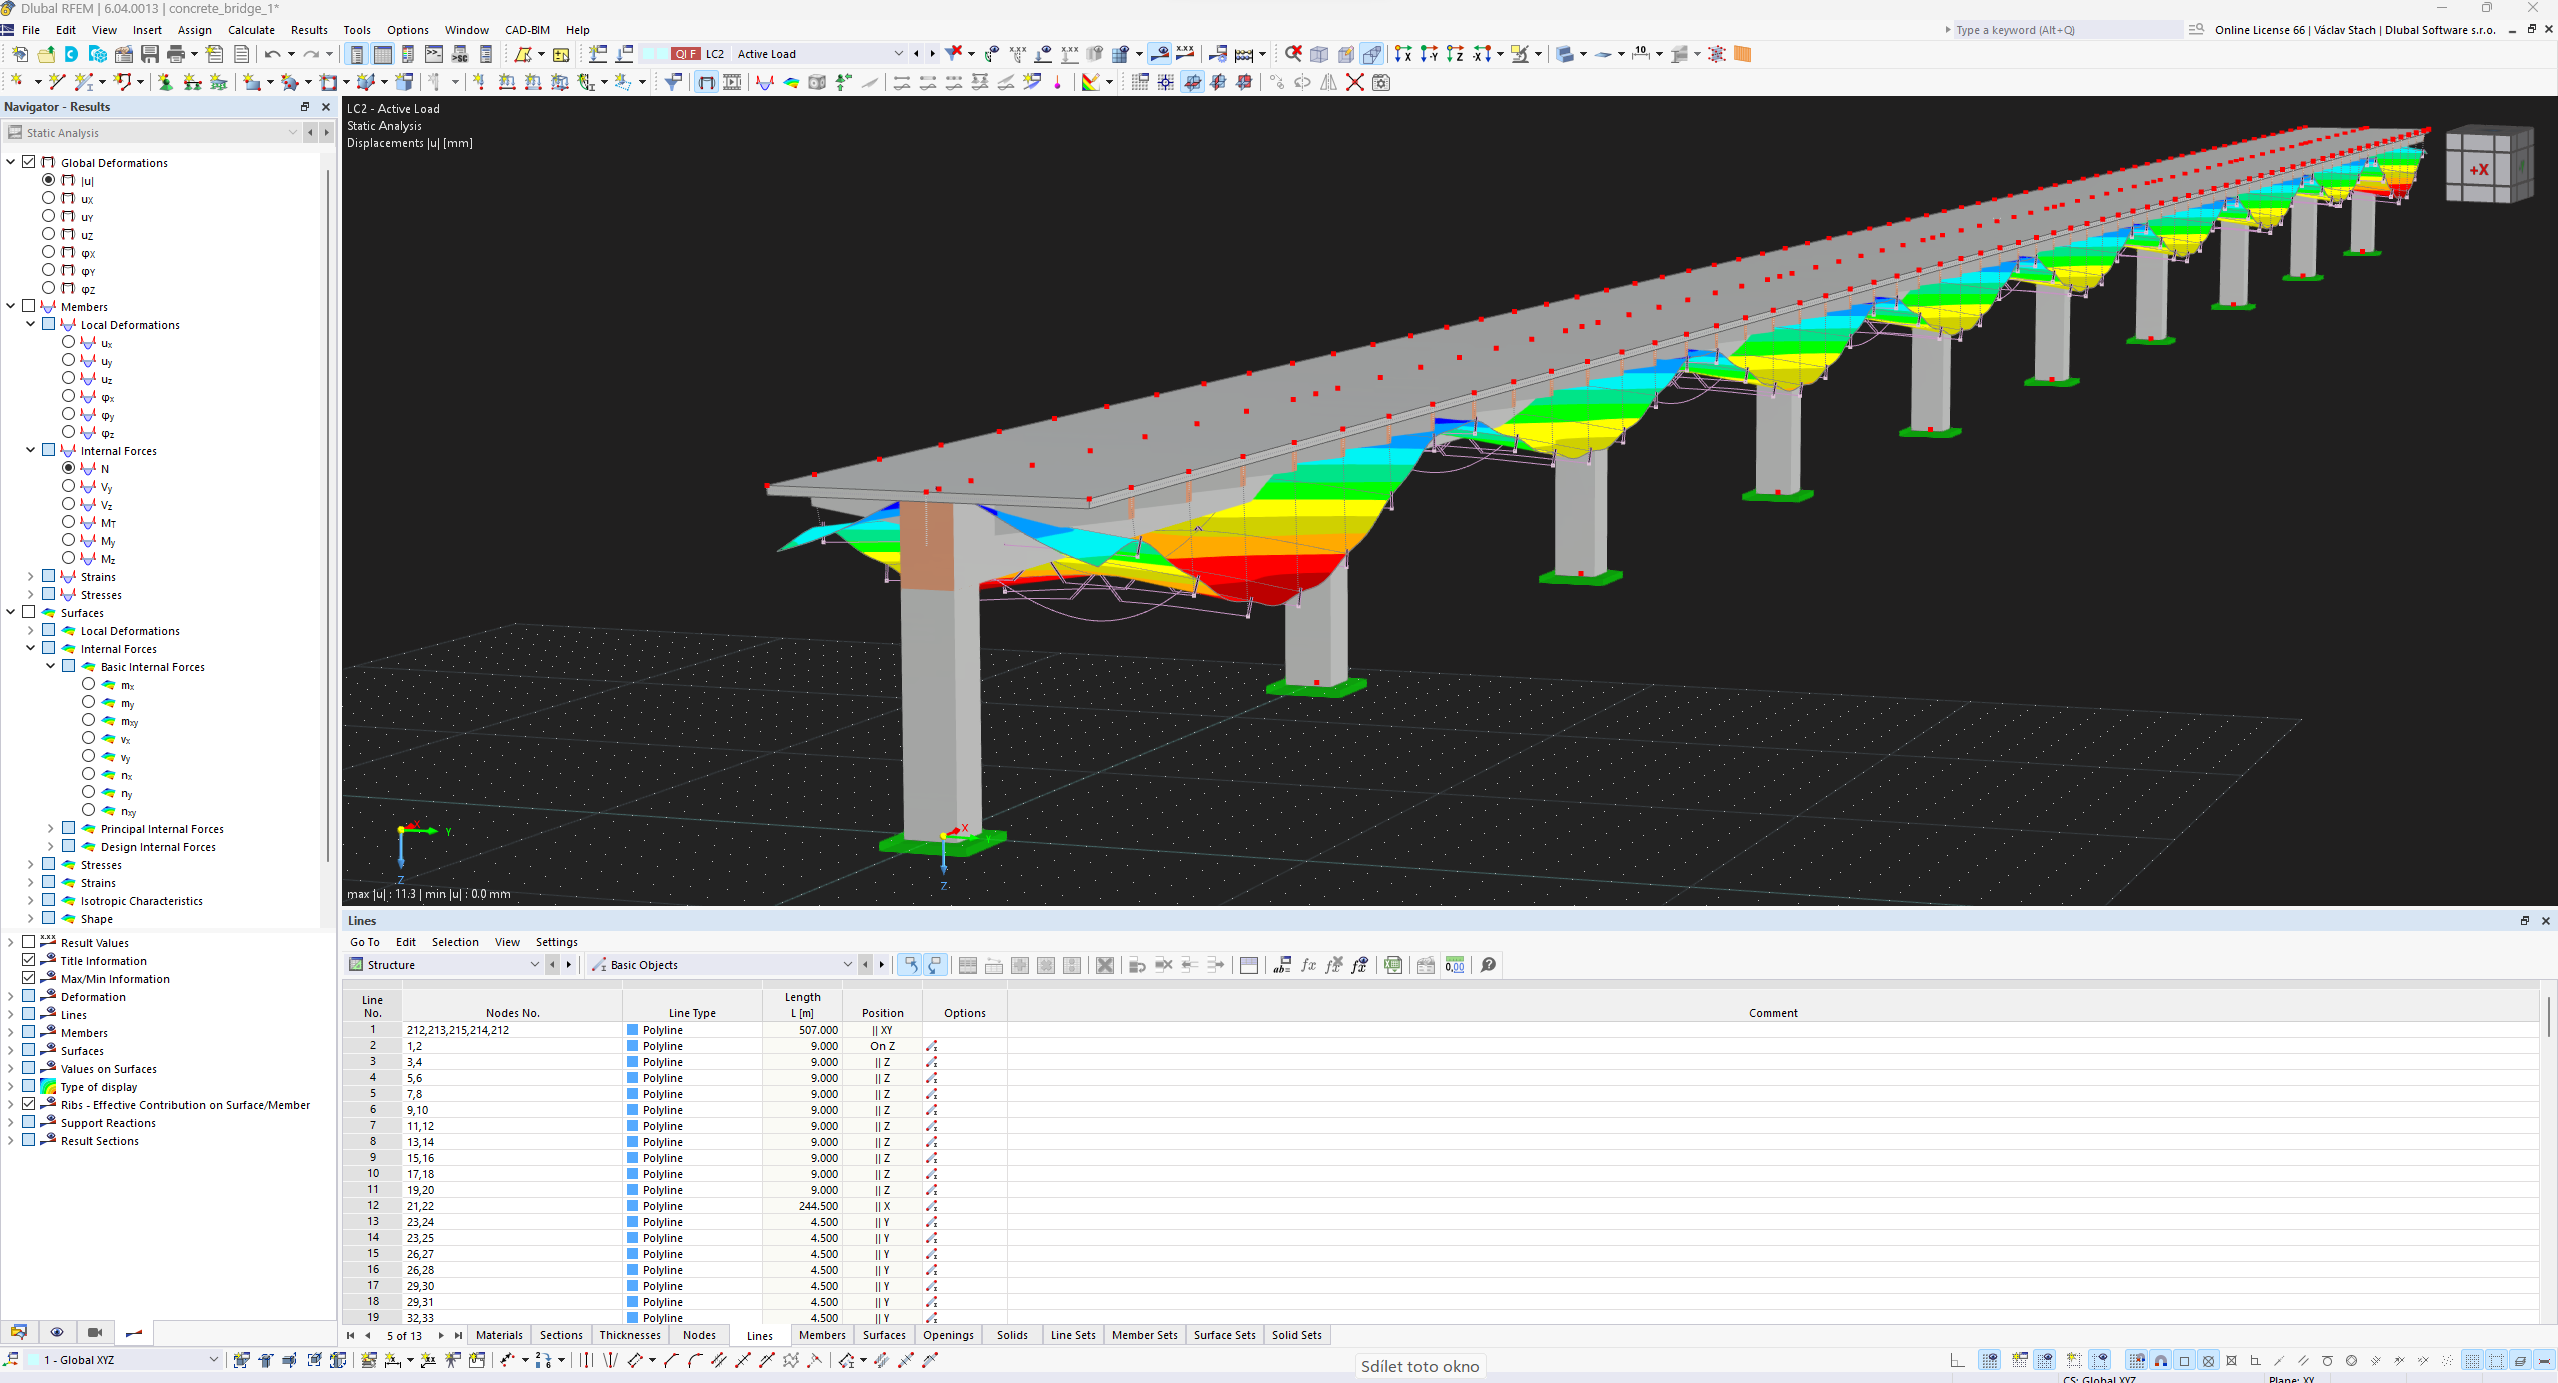 Dlubal RFEM | 6.04.0013 | concrete_bridge_1*
File Edit View Insert Assign Calculate Results Tools Options Window CAD-BIM Help
Type a keyword (Alt+Q)
Online License 66 | Václav Stach | Dlubal Software s.r.o.
QI F LC2 Active Load
Navigator - Results
Static Analysis
Global Deformations
|u|
uX
uY
uZ
φX
φY
φZ
Members
Local Deformations
ux
uy
uz
φx
φy
φz
Internal Forces
N
Vy
Vz
MT
My
Mz
Strains
Stresses
Surfaces
Local Deformations
Internal Forces
Basic Internal Forces
mx
my
mxy
vx
vy
nx
ny
nxy
Principal Internal Forces
Design Internal Forces
Stresses
Strains
Isotropic Characteristics
Shape
Result Values
Title Information
Max/Min Information
Deformation
Lines
Members
Surfaces
Values on Surfaces
Type of display
Ribs - Effective Contribution on Surface/Member
Support Reactions
Result Sections
LC2 - Active Load
Static Analysis
Displacements |u| [mm]
+X
X Y
Z
X Y
Z
max |u| : 11.3 | min |u| : 0.0 mm
Lines
Go To Edit Selection View Settings
Structure Basic Objects
Line No. Nodes No. Line Type Length L [m] Position Options Comment
1 212,213,215,214,212 Polyline 507.000 || XY
2 1,2 Polyline 9.000 On Z
3 3,4 Polyline 9.000 || Z
4 5,6 Polyline 9.000 || Z
5 7,8 Polyline 9.000 || Z
6 9,10 Polyline 9.000 || Z
7 11,12 Polyline 9.000 || Z
8 13,14 Polyline 9.000 || Z
9 15,16 Polyline 9.000 || Z
10 17,18 Polyline 9.000 || Z
11 19,20 Polyline 9.000 || Z
12 21,22 Polyline 244.500 || X
13 23,24 Polyline 4.500 || Y
14 23,25 Polyline 4.500 || Y
15 26,27 Polyline 4.500 || Y
16 26,28 Polyline 4.500 || Y
17 29,30 Polyline 4.500 || Y
18 29,31 Polyline 4.500 || Y
19 32,33 Polyline 4.500 || Y
5 of 13 Materials Sections Thicknesses Nodes Lines Members Surfaces Openings Solids Line Sets Member Sets Surface Sets Solid Sets
1 - Global XYZ
Sdílet toto okno
CS: Global XYZ Plane: XY